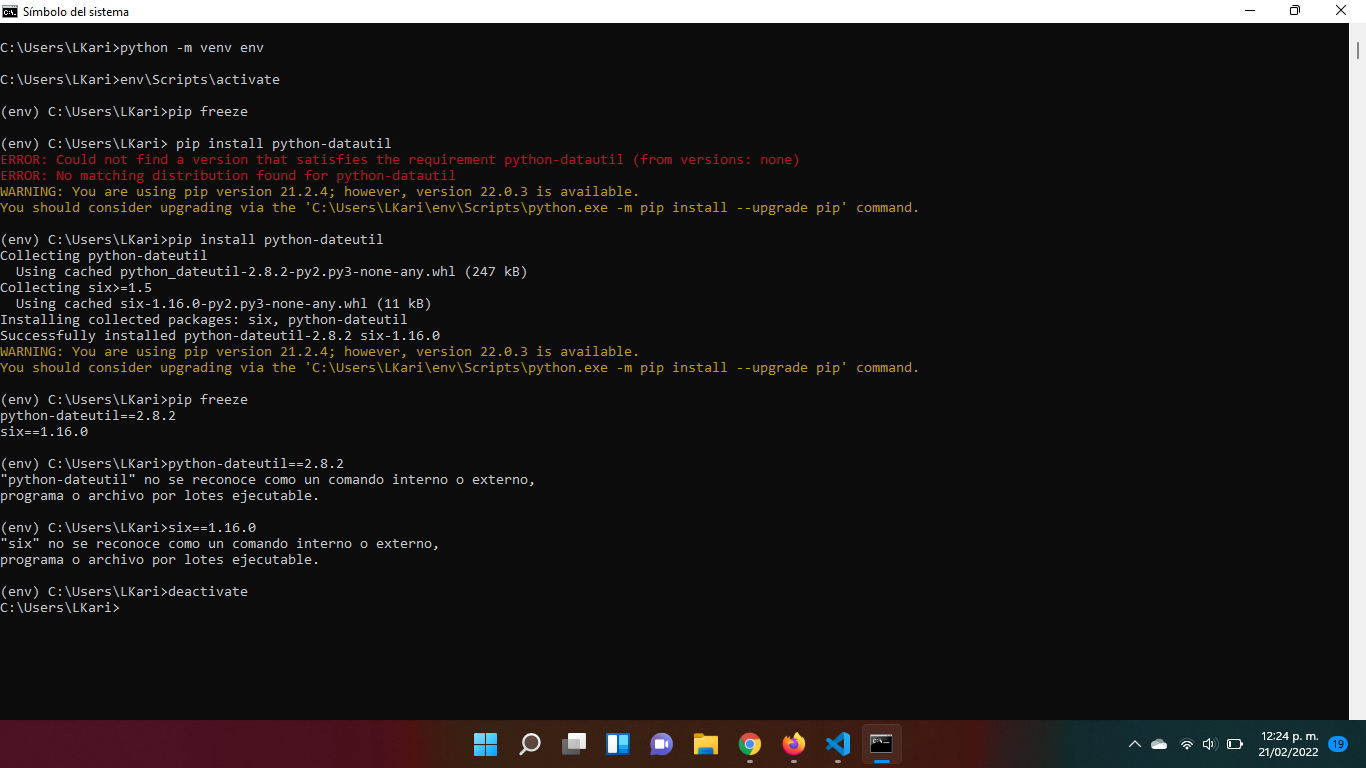 Símbolo del sistema
C:\Users\LKari>python -m venv env
C:\Users\LKari>env\Scripts\activate
(env) C:\Users\LKari>pip freeze
(env) C:\Users\LKari> pip install python-datautil
ERROR: Could not find a version that satisfies the requirement python-datautil (from versions: none)
ERROR: No matching distribution found for python-datautil
WARNING: You are using pip version 21.2.4; however, version 22.0.3 is available.
You should consider upgrading via the 'C:\Users\LKari\env\Scripts\python.exe -m pip install --upgrade pip' command.
(env) C:\Users\LKari>pip install python-dateutil
Collecting python-dateutil
  Using cached python_dateutil-2.8.2-py2.py3-none-any.whl (247 kB)
Collecting six>=1.5
  Using cached six-1.16.0-py2.py3-none-any.whl (11 kB)
Installing collected packages: six, python-dateutil
Successfully installed python-dateutil-2.8.2 six-1.16.0
WARNING: You are using pip version 21.2.4; however, version 22.0.3 is available.
You should consider upgrading via the 'C:\Users\LKari\env\Scripts\python.exe -m pip install --upgrade pip' command.
(env) C:\Users\LKari>pip freeze
python-dateutil==2.8.2
six==1.16.0
(env) C:\Users\LKari>python-dateutil==2.8.2
"python-dateutil" no se reconoce como un comando interno o externo,
programa o archivo por lotes ejecutable.
(env) C:\Users\LKari>six==1.16.0
"six" no se reconoce como un comando interno o externo,
programa o archivo por lotes ejecutable.
(env) C:\Users\LKari>deactivate
C:\Users\LKari>
12:24 p. m.
21/02/2022
19